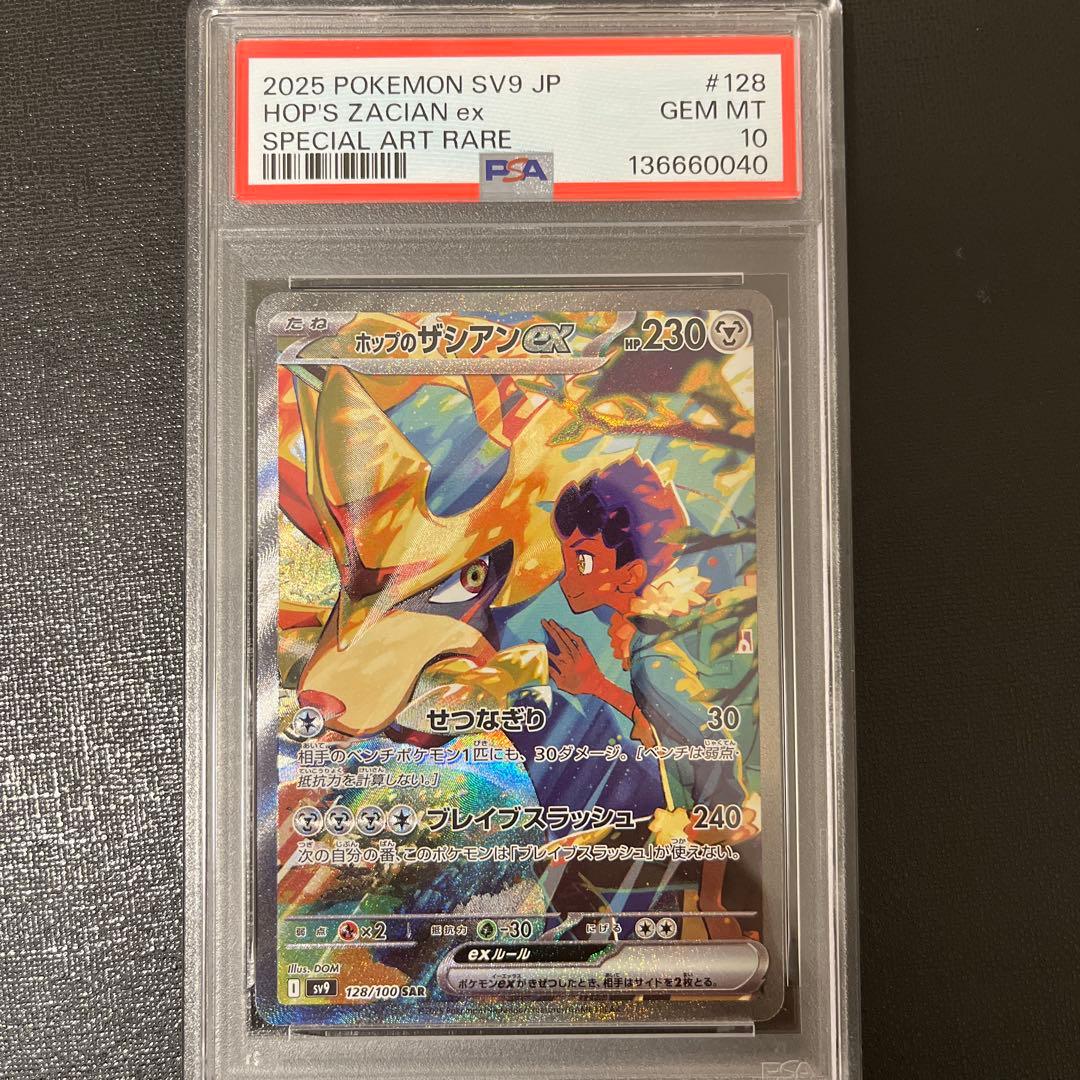 2025 POKEMON SV9 JP #128
HOP'S ZACIAN ex GEM MT
SPECIAL ART RARE 10
PSA 136660040
たね ホップのザシアンex HP230
せつなぎり 30
相手のベンチポケモン1匹にも、30ダメージ。[ベンチは弱点
抵抗力を計算しない。]
ブレイブスラッシュ 240
次の自分の番、このポケモンは「ブレイブスラッシュ」が使えない。
弱点 ×2 抵抗力 -30 にげる
exルール
ポケモンexがきぜつしたとき、相手はサイドを2枚とる。
Illus. DOM
I sv9 128/100 SAR